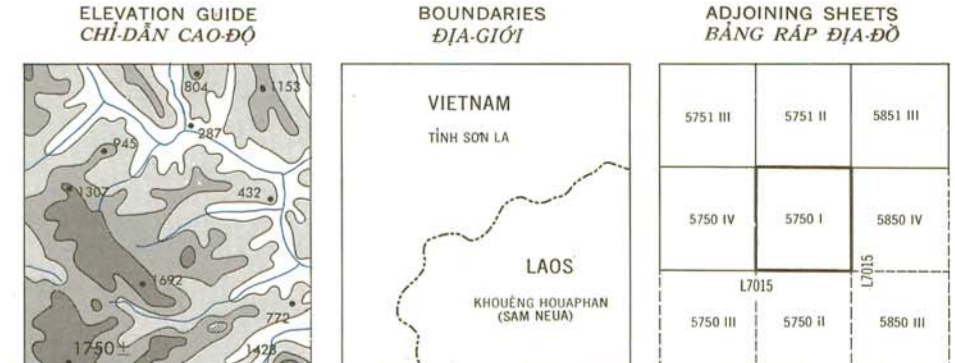 ELEVATION GUIDE
CHỈ-DẪN CAO-ĐỘ
804
1153
287
945
1307
432
1692
772
1750±
1428
BOUNDARIES
ĐỊA-GIỚI
VIETNAM
TỈNH SƠN LA
LAOS
KHOUÈNG HOUAPHAN
(SAM NEUA)
ADJOINING SHEETS
BẢNG RÁP ĐỊA-ĐỒ
5751 III 5751 II 5851 III
5750 IV 5750 I 5850 IV
L7015
L7015
5750 III 5750 II 5850 III